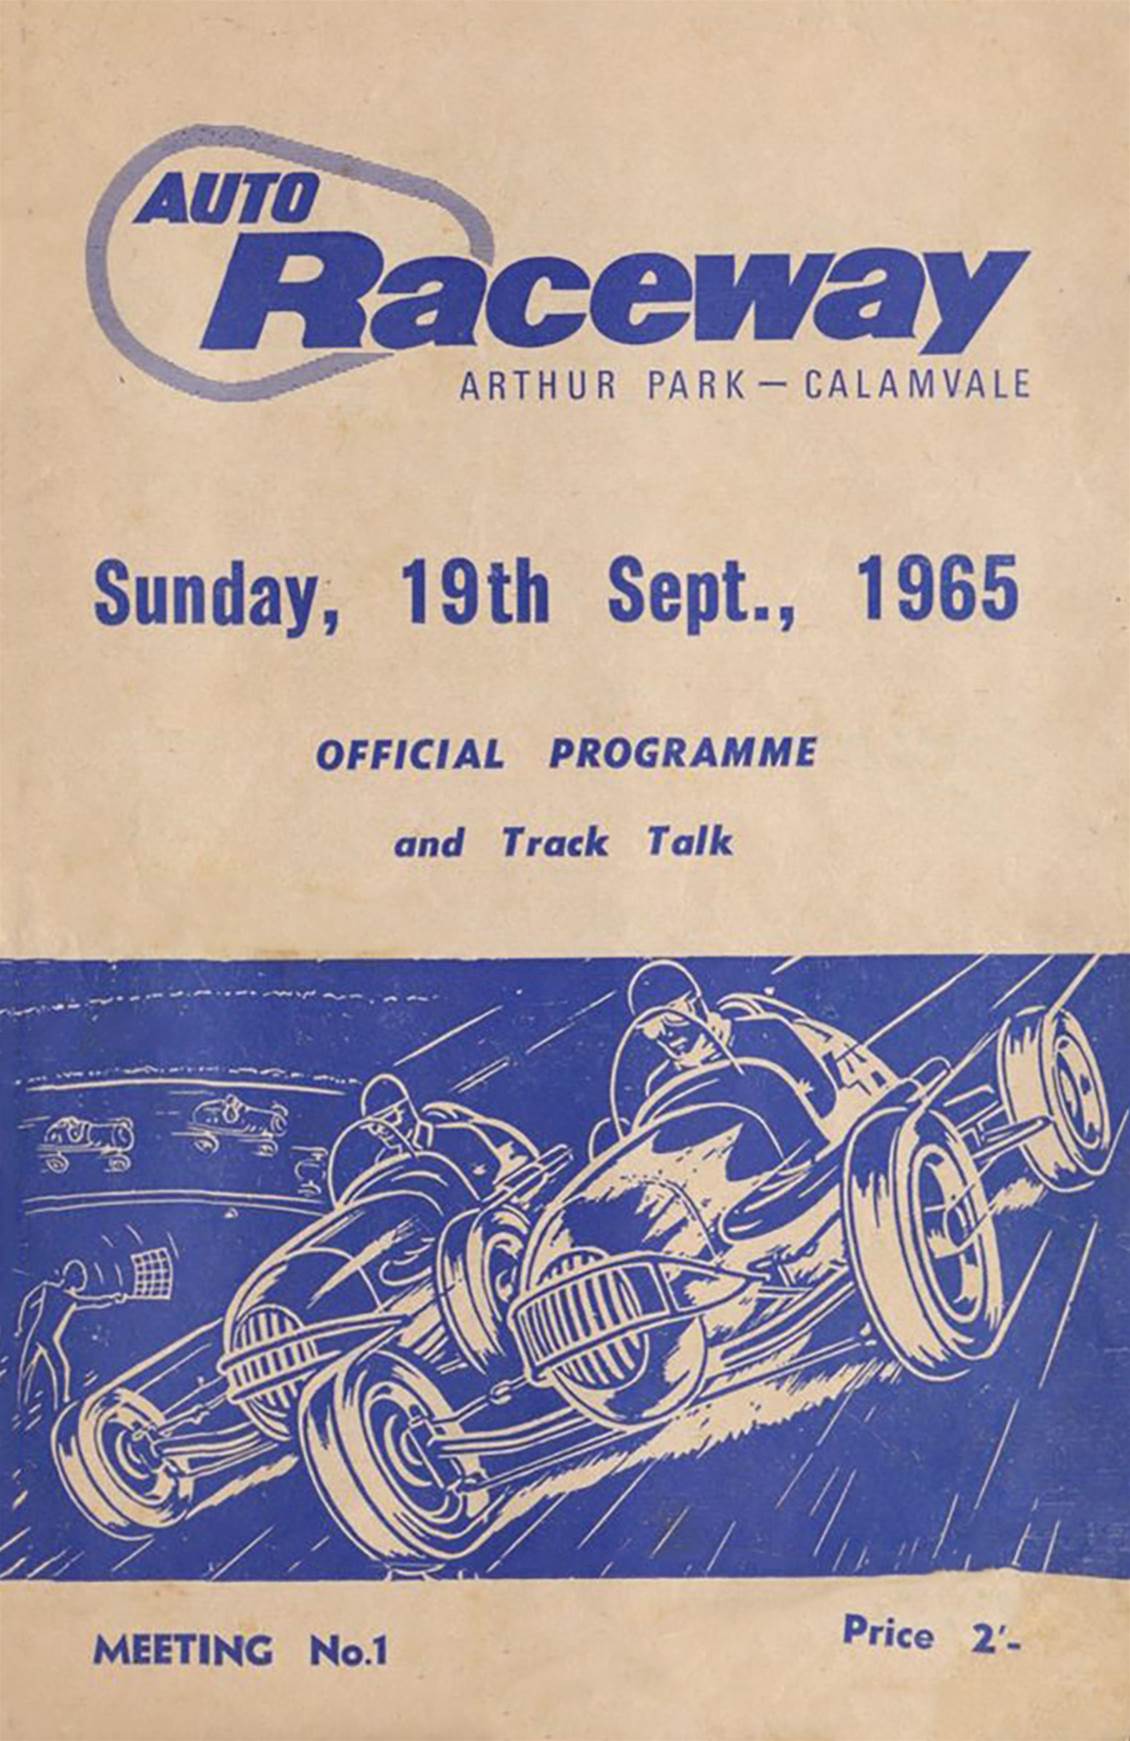 AUTO
Raceway
ARTHUR PARK — CALAMVALE
Sunday, 19th Sept., 1965
OFFICIAL PROGRAMME
and Track Talk
4
MEETING No.1
Price 2'-